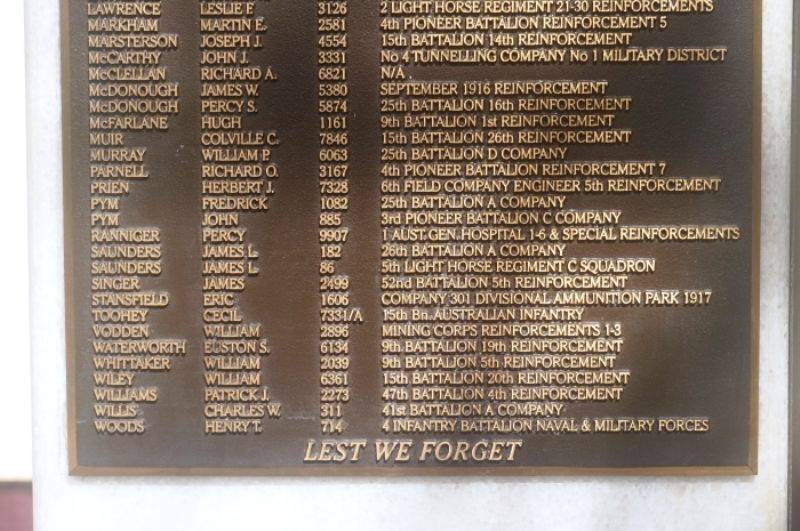 LAWRENCE LESLIE F. 3126 2 LIGHT HORSE REGIMENT 21-30 REINFORCEMENTS
MARKHAM MARTIN E. 2581 4th PIONEER BATTALION REINFORCEMENT 5
MARSTERSON JOSEPH J. 4554 15th BATTALION 14th REINFORCEMENT
McCARTHY JOHN J. 3331 No 4 TUNNELLING COMPANY No 1 MILITARY DISTRICT
McCLELLAN RICHARD A. 6821 N/A
McDONOUGH JAMES W. 5380 SEPTEMBER 1916 REINFORCEMENT
McDONOUGH PERCY S. 5874 25th BATTALION 16th REINFORCEMENT
McFARLANE HUGH 1161 9th BATTALION 1st REINFORCEMENT
MUIR COLVILLE C. 7846 15th BATTALION 26th REINFORCEMENT
MURRAY WILLIAM P. 6063 25th BATTALION D COMPANY
PARNELL RICHARD O. 3167 4th PIONEER BATTALION REINFORCEMENT 7
PRIEN HERBERT J. 7328 6th FIELD COMPANY ENGINEER 5th REINFORCEMENT
PYM FREDRICK 1082 25th BATTALION A COMPANY
PYM JOHN 885 3rd PIONEER BATTALION C COMPANY
RANNIGER PERCY 9907 1 AUST. GEN. HOSPITAL 1-6 & SPECIAL REINFORCEMENTS
SAUNDERS JAMES L. 182 26th BATTALION A COMPANY
SAUNDERS JAMES L. 86 5th LIGHT HORSE REGIMENT C SQUADRON
SINGER JAMES 2499 52nd BATTALION 5th REINFORCEMENT
STANSFIELD ERIC 1606 COMPANY 301 DIVISIONAL AMMUNITION PARK 1917
TOOHEY CECIL 7331/A 15th Bn. AUSTRALIAN INFANTRY
VODDEN WILLIAM 2896 MINING CORPS REINFORCEMENTS 1-3
WATERWORTH EUSTON S. 6134 9th BATTALION 19th REINFORCEMENT
WHITTAKER WILLIAM 2039 9th BATTALION 5th REINFORCEMENT
WILEY WILLIAM 6361 15th BATTALION 20th REINFORCEMENT
WILLIAMS PATRICK J. 2273 47th BATTALION 4th REINFORCEMENT
WILLIS CHARLES W. 311 41st BATTALION A COMPANY
WOODS HENRY T. 714 4 INFANTRY BATTALION NAVAL & MILITARY FORCES
LEST WE FORGET